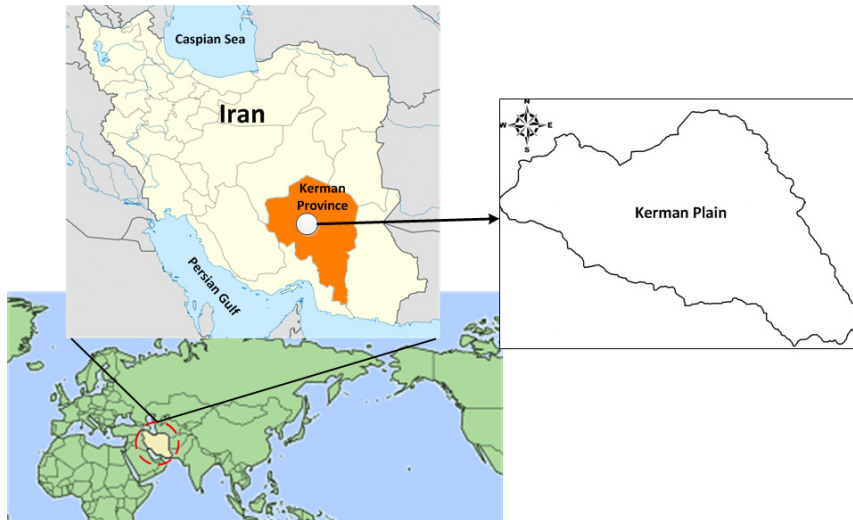 Caspian Sea
Iran
Kerman
Province
Persian Gulf
N
W E
S
Kerman Plain